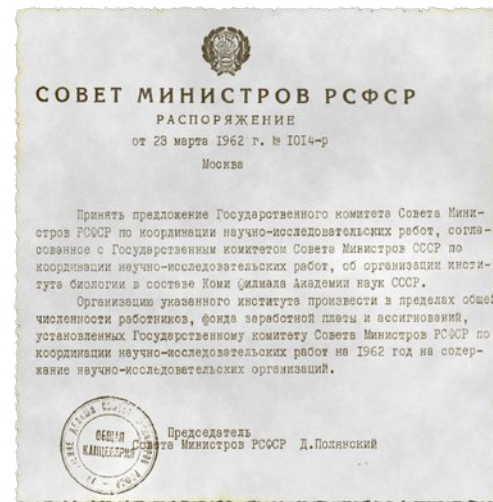 СОВЕТ МИНИСТРОВ РСФСР
РАСПОРЯЖЕНИЕ
от 23 марта 1962 г. № 1014-р
Москва
Принять предложение Государственного комитета Совета Мини-
стров РСФСР по координации научно-исследовательских работ, согла-
сованное с Государственным комитетом Совета Министров СССР по
координации научно-исследовательских работ, об организации инсти-
тута биологии в составе Коми филиала Академии наук СССР.
Организацию указанного института произвести в пределах общей
численности работников, фонда заработной платы и ассигнований,
установленных Государственному комитету Совета Министров РСФСР по
координации научно-исследовательских работ на 1962 год на содер-
жание научно-исследовательских организаций.
ОБЩАЯ
КАНЦЕЛЯРИЯ
Председатель
Совета Министров РСФСР Д.Полянский